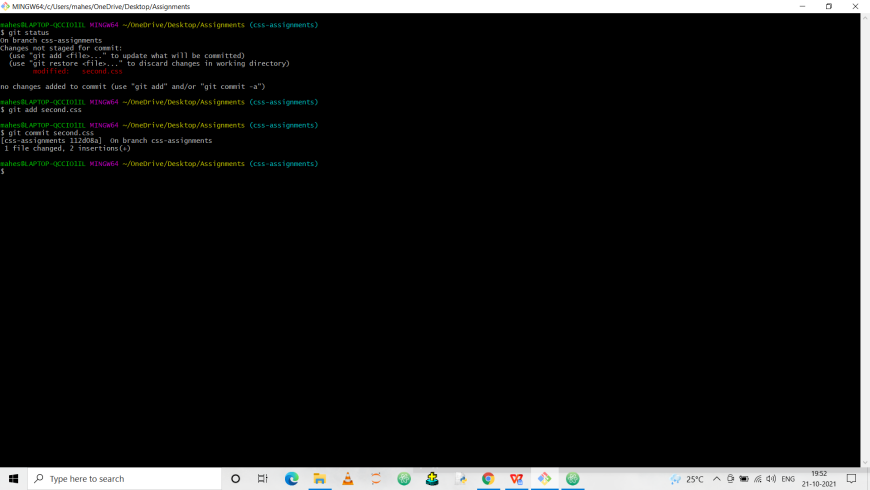 MINGW64:/c/Users/mahes/OneDrive/Desktop/Assignments
mahes@LAPTOP-QCCIOIIL MINGW64 ~/OneDrive/Desktop/Assignments (css-assignments)
$ git status
On branch css-assignments
Changes not staged for commit:
(use "git add <file>..." to update what will be committed)
(use "git restore <file>..." to discard changes in working directory)
modified: second.css
no changes added to commit (use "git add" and/or "git commit -a")
mahes@LAPTOP-QCCIOIIL MINGW64 ~/OneDrive/Desktop/Assignments (css-assignments)
$ git add second.css
mahes@LAPTOP-QCCIOIIL MINGW64 ~/OneDrive/Desktop/Assignments (css-assignments)
$ git commit second.css
[css-assignments 112d08a] On branch css-assignments
1 file changed, 2 insertions(+)
mahes@LAPTOP-QCCIOIIL MINGW64 ~/OneDrive/Desktop/Assignments (css-assignments)
$
Type here to search
25°C
ENG
19:52
21-10-2021